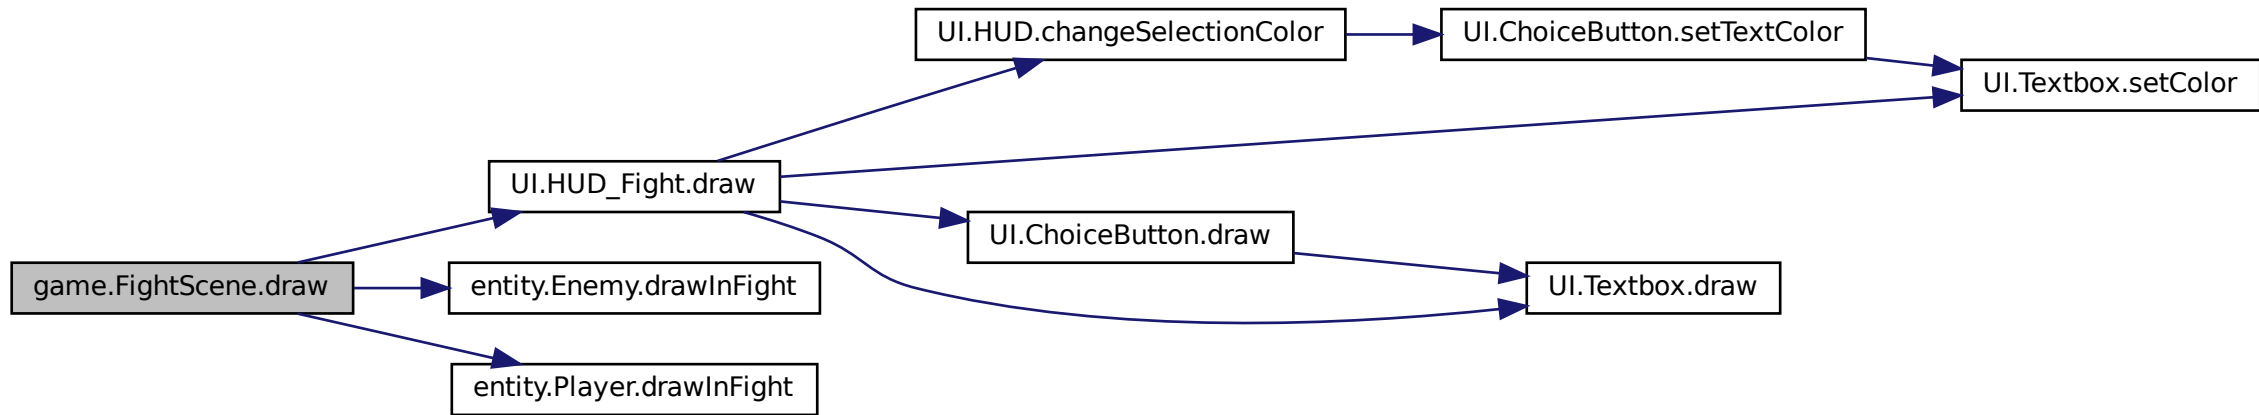 UI.HUD.changeSelectionColor
UI.ChoiceButton.setTextColor
UI.Textbox.setColor
UI.HUD_Fight.draw
UI.ChoiceButton.draw
game.FightScene.draw
entity.Enemy.drawInFight
UI.Textbox.draw
entity.Player.drawInFight